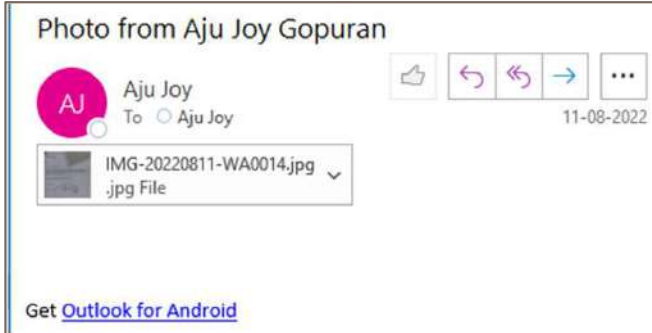 Photo from Aju Joy Gopuran
AJ
Aju Joy
To Aju Joy
11-08-2022
IMG-20220811-WA0014.jpg
.jpg File
Get Outlook for Android